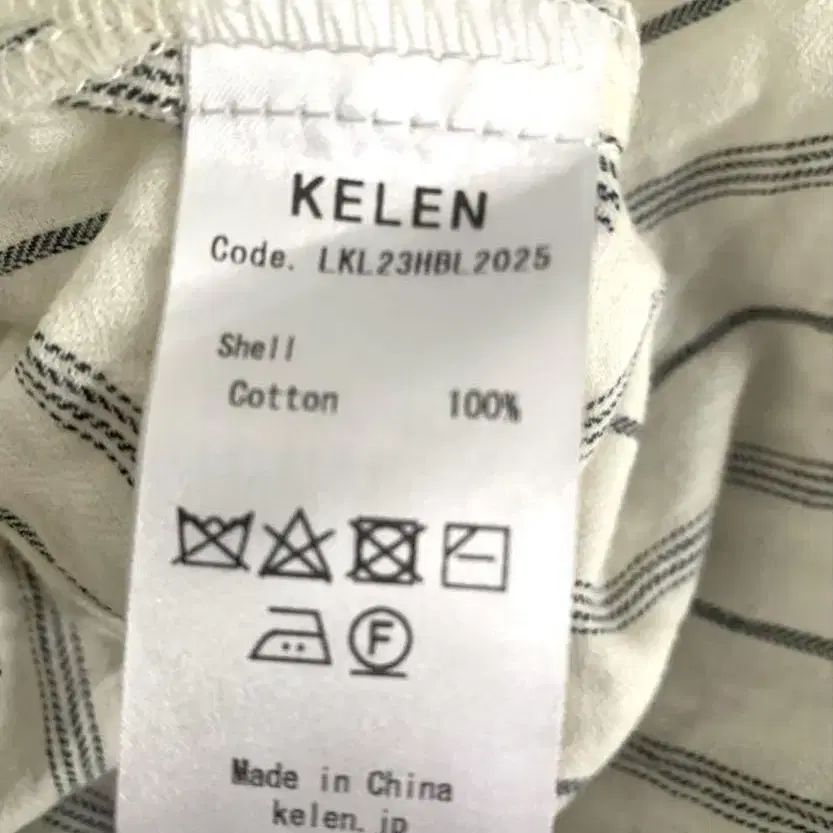 KELEN
Code. LKL23HBL2025
Shell
Cotton 100%
F
Made in China
kelen.jp